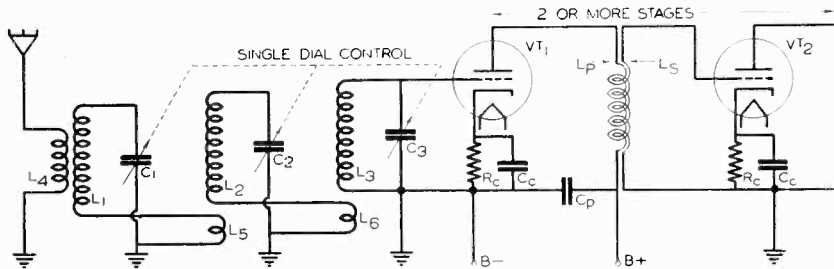 2 OR MORE STAGES
SINGLE DIAL CONTROL
VT1
VT2
LP
LS
L4
L1
C1
L2
C2
L3
C3
L5
L6
RC
CC
CP
RC
CC
B-
B+